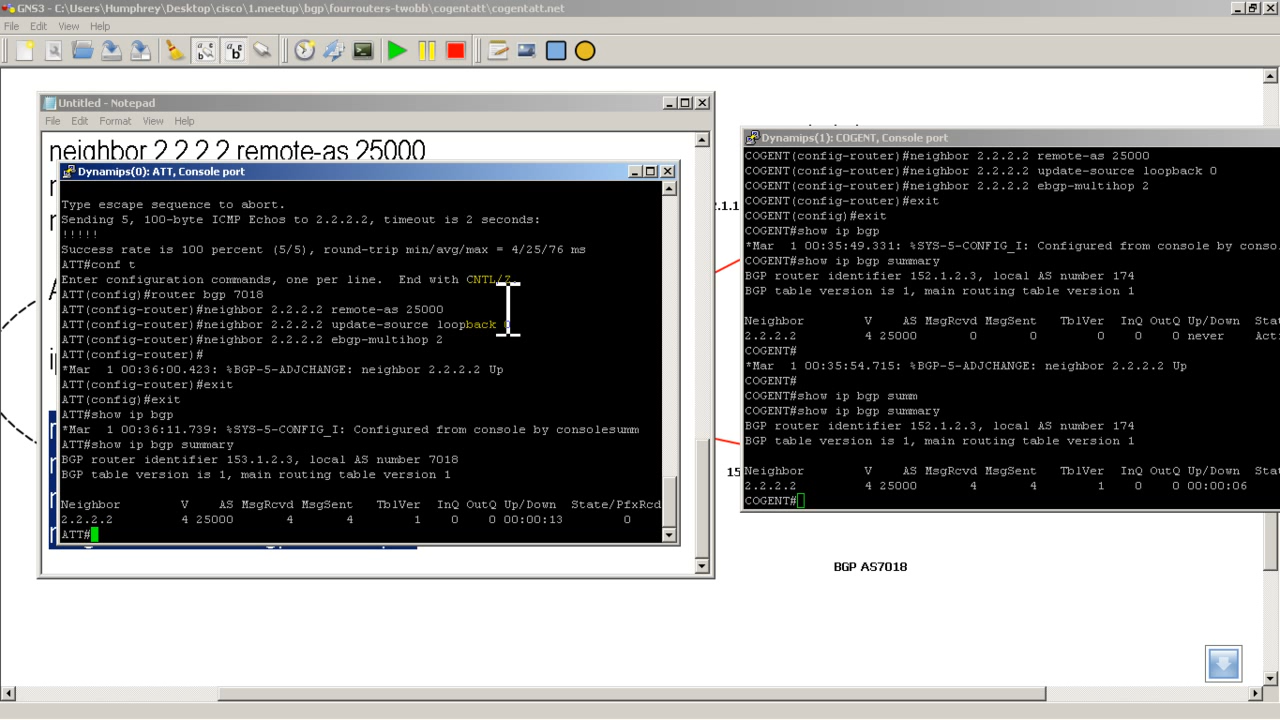 GNS3 - C:/Users/Humphrey/Desktop/cisco/1.meetup/bgp/fourrouters-twobb/cogentatt/cogentatt.net
File Edit View Help
Untitled - Notepad
File Edit Format View Help
neighbor 2.2.2.2 remote-as 25000
Dynamips(0): ATT, Console port
Type escape sequence to abort.
Sending 5, 100-byte ICMP Echos to 2.2.2.2, timeout is 2 seconds:
!!!!!
Success rate is 100 percent (5/5), round-trip min/avg/max = 4/25/76 ms
ATT#conf t
Enter configuration commands, one per line.  End with CNTL/Z.
ATT(config)#router bgp 7018
ATT(config-router)#neighbor 2.2.2.2 remote-as 25000
ATT(config-router)#neighbor 2.2.2.2 update-source loopback 0
ATT(config-router)#neighbor 2.2.2.2 ebgp-multihop 2
ATT(config-router)#
*Mar  1 00:36:00.423: %BGP-5-ADJCHANGE: neighbor 2.2.2.2 Up
ATT(config-router)#exit
ATT(config)#exit
ATT#show ip bgp
*Mar  1 00:36:11.739: %SYS-5-CONFIG_I: Configured from console by consolesumm
ATT#show ip bgp summary
BGP router identifier 153.1.2.3, local AS number 7018
BGP table version is 1, main routing table version 1
Neighbor V AS MsgRcvd MsgSent TblVer InQ OutQ Up/Down State/PfxRcd
2.2.2.2 4 25000 4 4 1 0 0 00:00:13 0
ATT#
Dynamips(1): COGENT, Console port
COGENT(config-router)#neighbor 2.2.2.2 remote-as 25000
COGENT(config-router)#neighbor 2.2.2.2 update-source loopback 0
COGENT(config-router)#neighbor 2.2.2.2 ebgp-multihop 2
COGENT(config-router)#exit
COGENT(config)#exit
COGENT#show ip bgp
*Mar  1 00:35:49.331: %SYS-5-CONFIG_I: Configured from console by conso
COGENT#show ip bgp summary
BGP router identifier 152.1.2.3, local AS number 174
BGP table version is 1, main routing table version 1
Neighbor V AS MsgRcvd MsgSent TblVer InQ OutQ Up/Down Sta
2.2.2.2 4 25000 0 0 0 0 0 never Act
COGENT#
*Mar  1 00:35:54.715: %BGP-5-ADJCHANGE: neighbor 2.2.2.2 Up
COGENT#
COGENT#show ip bgp summ
COGENT#show ip bgp summary
BGP router identifier 152.1.2.3, local AS number 174
BGP table version is 1, main routing table version 1
Neighbor V AS MsgRcvd MsgSent TblVer InQ OutQ Up/Down Sta
2.2.2.2 4 25000 4 4 1 0 0 00:00:06
COGENT#
.1.1
15
BGP AS7018